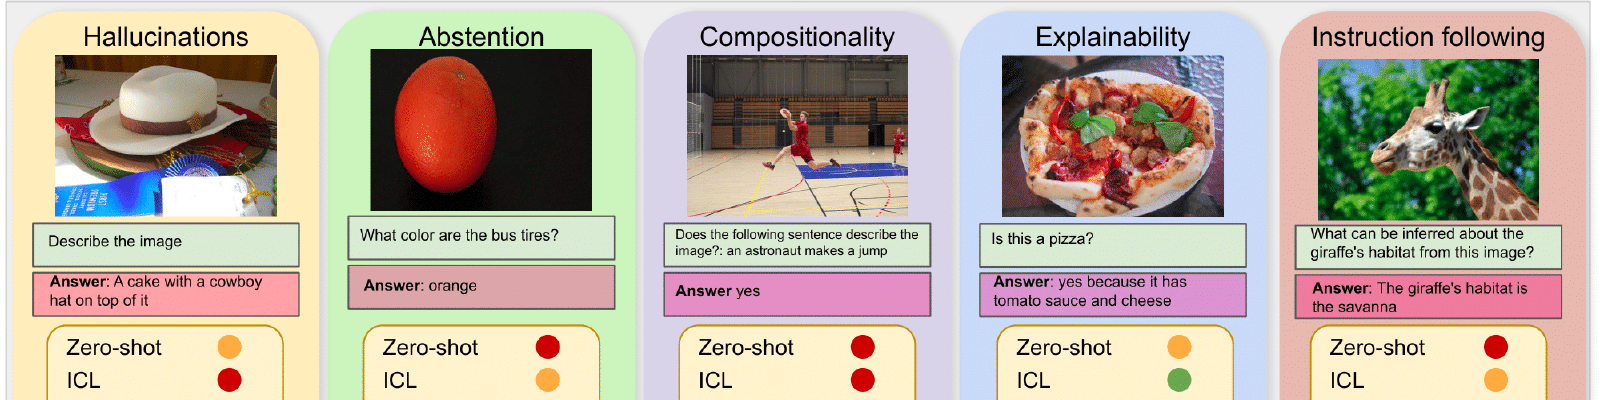 Hallucinations
Describe the image
Answer: A cake with a cowboy
hat on top of it
Zero-shot
ICL
Abstention
What color are the bus tires?
Answer: orange
Zero-shot
ICL
Compositionality
Does the following sentence describe the
image?: an astronaut makes a jump
Answer yes
Zero-shot
ICL
Explainability
Is this a pizza?
Answer: yes because it has
tomato sauce and cheese
Zero-shot
ICL
Instruction following
What can be inferred about the
giraffe's habitat from this image?
Answer: The giraffe's habitat is
the savanna
Zero-shot
ICL